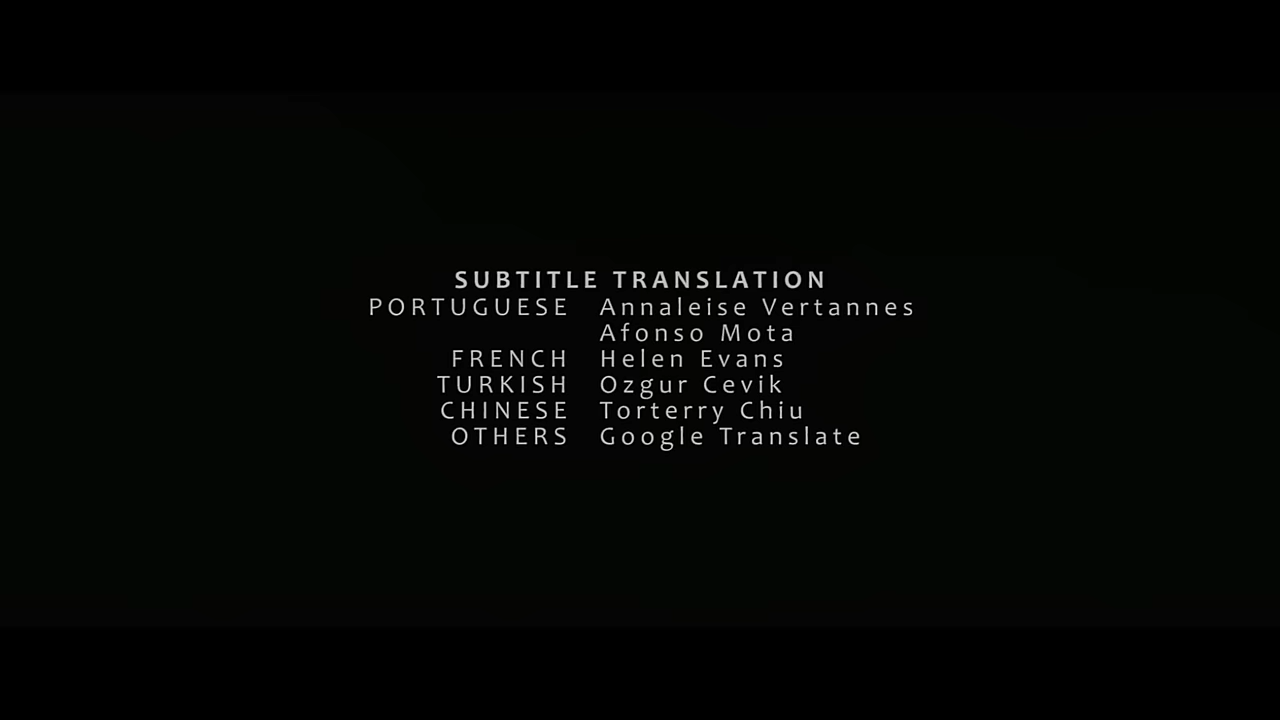 SUBTITLE TRANSLATION
PORTUGUESE Annaleise Vertannes
Afonso Mota
FRENCH Helen Evans
TURKISH Ozgur Cevik
CHINESE Torterry Chiu
OTHERS Google Translate